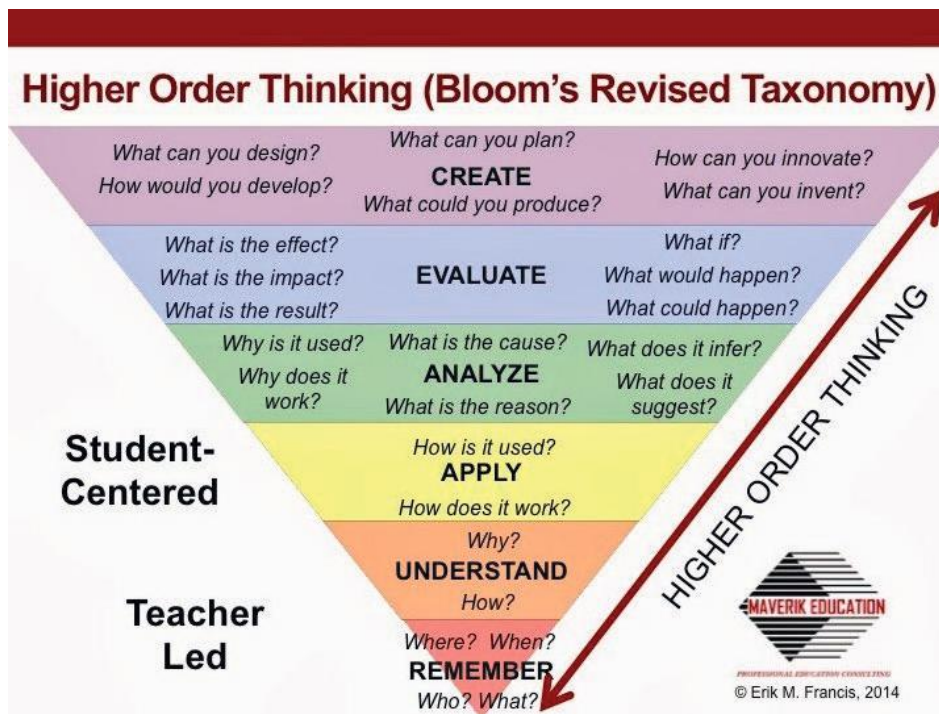 Higher Order Thinking (Bloom's Revised Taxonomy)
What can you design?
How would you develop?
What can you plan?
CREATE
What could you produce?
How can you innovate?
What can you invent?
What is the effect?
What is the impact?
What is the result?
EVALUATE
What if?
What would happen?
What could happen?
Why is it used?
Why does it
work?
What is the cause?
ANALYZE
What is the reason?
What does it infer?
What does it
suggest?
How is it used?
APPLY
How does it work?
Why?
UNDERSTAND
How?
Where? When?
REMEMBER
Who? What?
Student-
Centered
Teacher
Led
HIGHER ORDER THINKING
MAVERIK EDUCATION
PROFESSIONAL EDUCATION CONSULTING
© Erik M. Francis, 2014